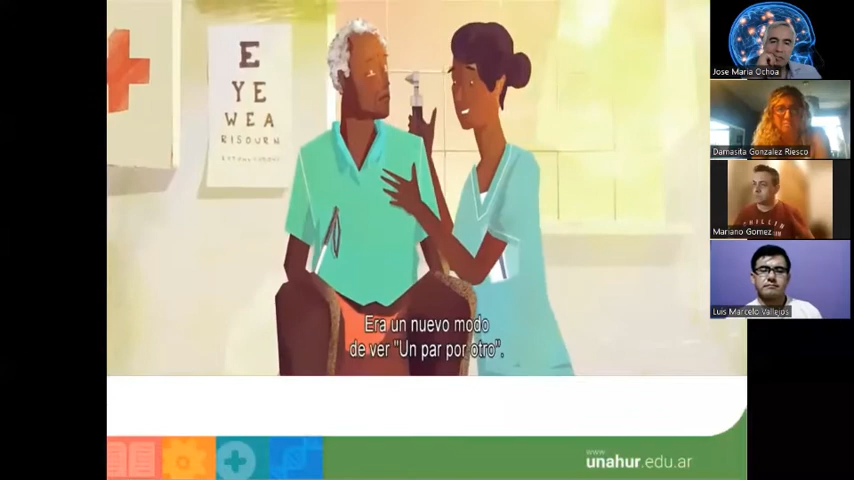 E
YE
WEA
RISOURN
Era un nuevo modo
de ver "Un par por otro".
www
unahur.edu.ar
Jose Maria Ochoa
Damasita Gonzalez Riesco
CHILLIN
Mariano Gomez
Luis Marcelo Vallejos